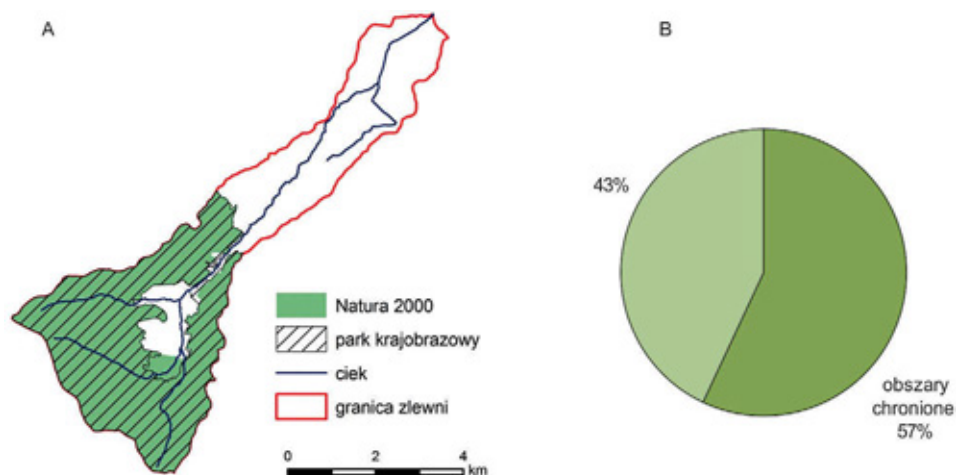 A
B
Natura 2000
park krajobrazowy
ciek
granica zlewni
0 2 4
km
43%
obszary
chronione
57%